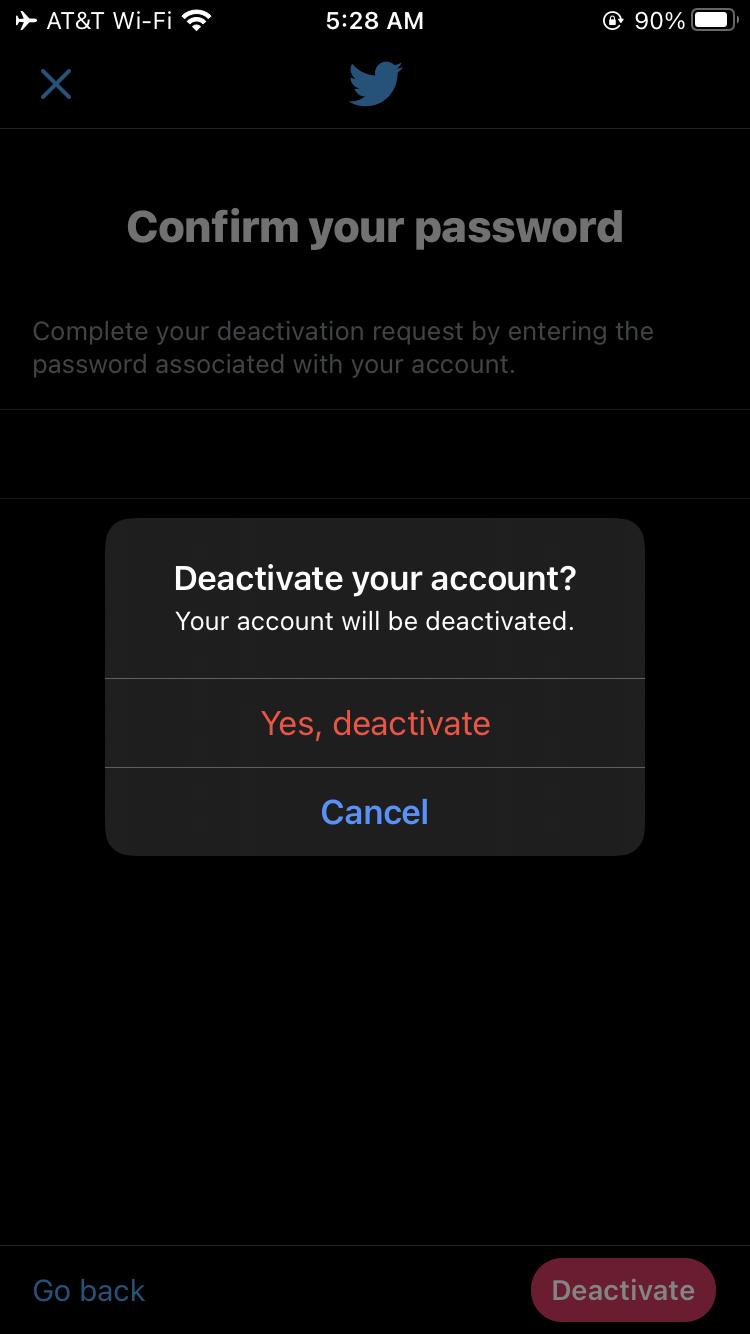 AT&T Wi-Fi 5:28 AM 90%
Confirm your password
Complete your deactivation request by entering the
password associated with your account.
Deactivate your account?
Your account will be deactivated.
Yes, deactivate
Cancel
Go back Deactivate